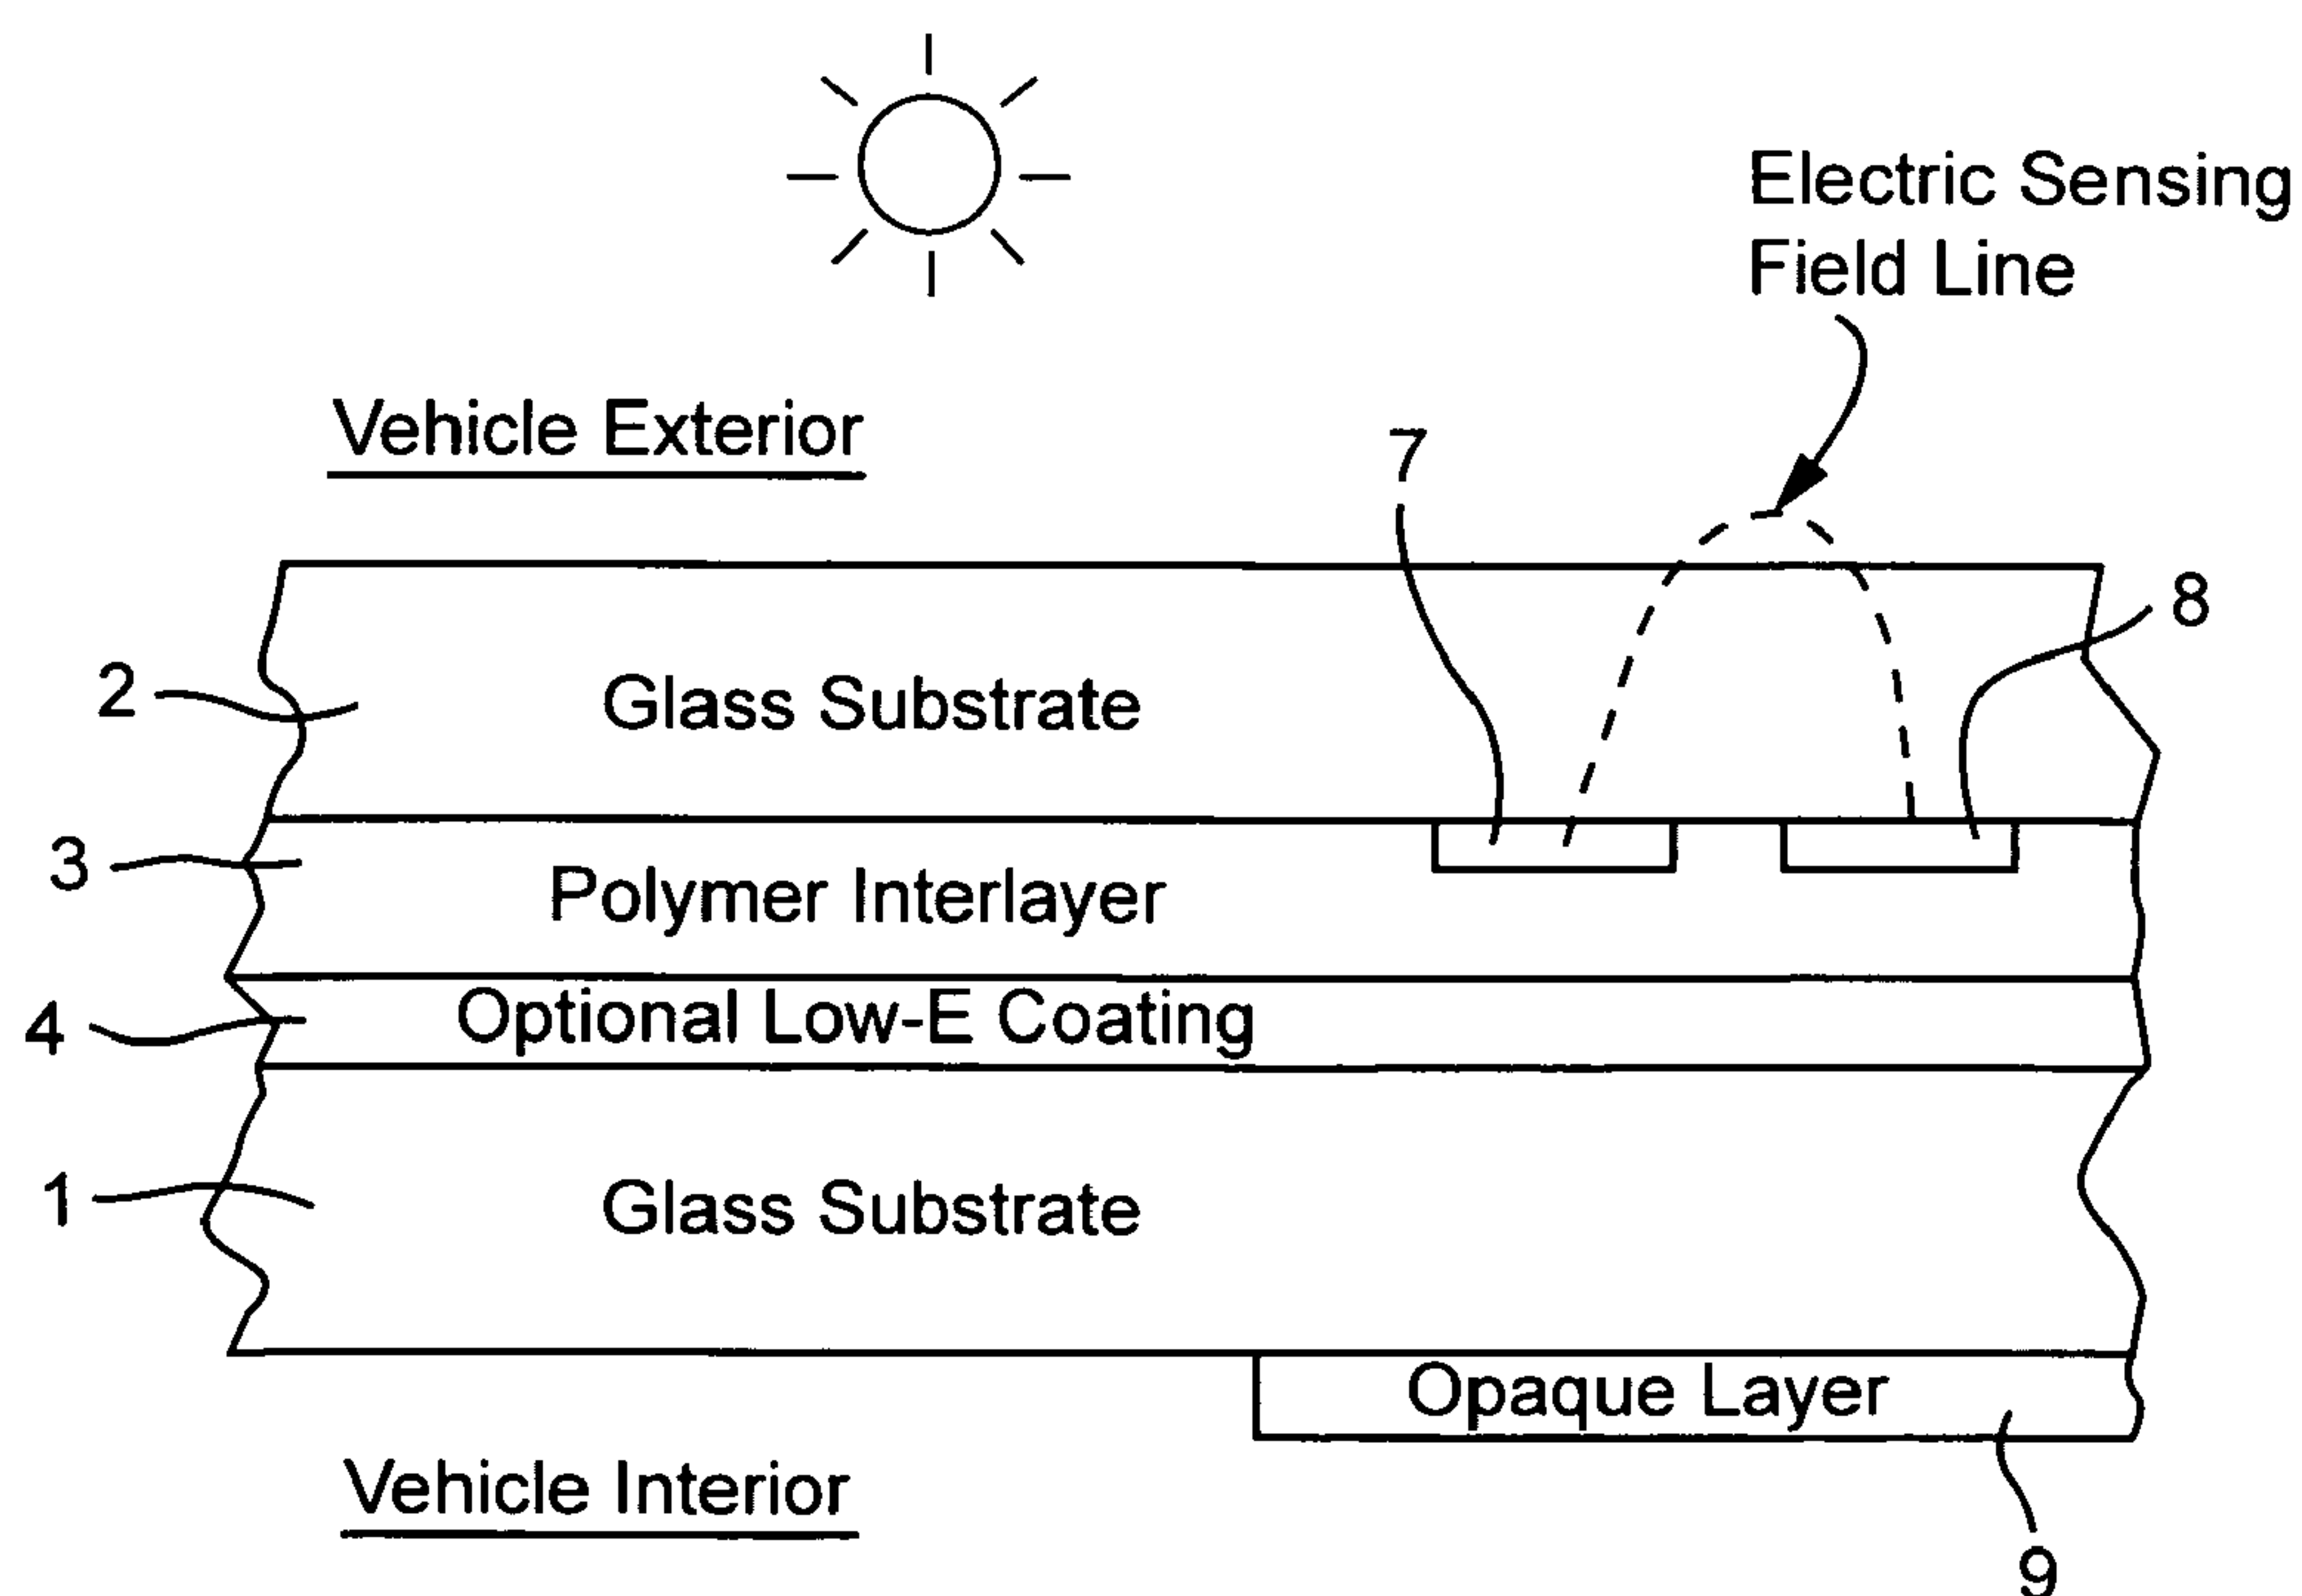 Electric Sensing
Field Line
Vehicle Exterior
7
8
2
Glass Substrate
3
Polymer Interlayer
4
Optional Low-E Coating
1
Glass Substrate
Opaque Layer
Vehicle Interior
9